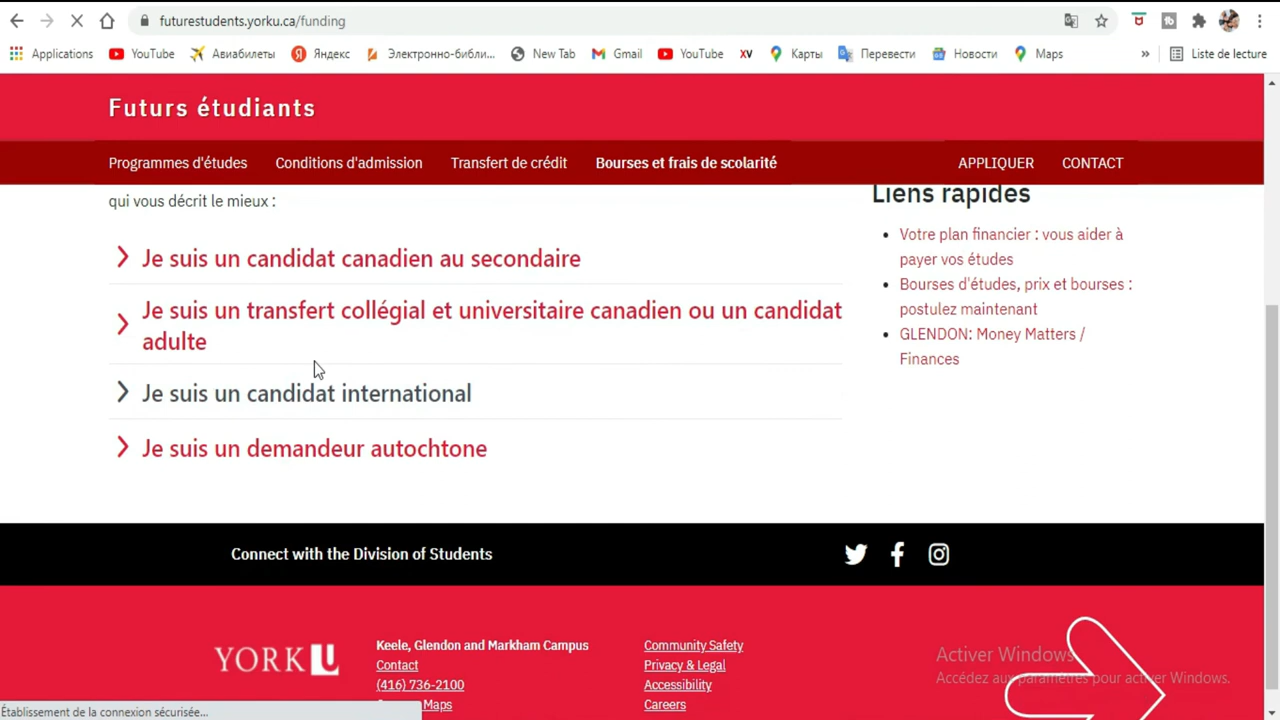 futurestudents.yorku.ca/funding
Applications YouTube Авиабилеты Яндекс Электронно-библи... New Tab Gmail YouTube XV Карты Перевести Новости Maps » Liste de lecture
Futurs étudiants
Programmes d'études Conditions d'admission Transfert de crédit Bourses et frais de scolarité APPLIQUER CONTACT
qui vous décrit le mieux :
Je suis un candidat canadien au secondaire
Je suis un transfert collégial et universitaire canadien ou un candidat
adulte
Je suis un candidat international
Je suis un demandeur autochtone
Liens rapides
• Votre plan financier : vous aider à
payer vos études
• Bourses d'études, prix et bourses :
postulez maintenant
• GLENDON: Money Matters /
Finances
Connect with the Division of Students
YORK U
Keele, Glendon and Markham Campus
Contact
(416) 736-2100
Maps
Community Safety
Privacy & Legal
Accessibility
Careers
Activer Windows
Accédez aux paramètres pour activer Windows.
Établissement de la connexion sécurisée...